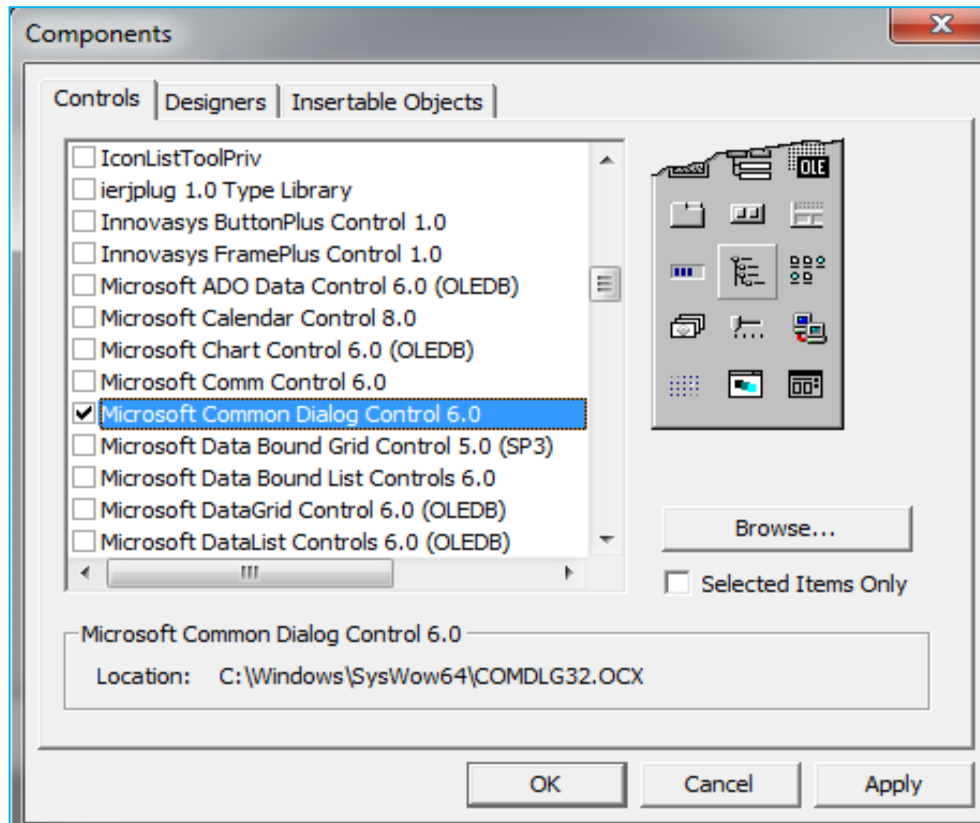 Components
Controls Designers Insertable Objects
IconListToolPriv
ierjplug 1.0 Type Library
Innovasys ButtonPlus Control 1.0
Innovasys FramePlus Control 1.0
Microsoft ADO Data Control 6.0 (OLEDB)
Microsoft Calendar Control 8.0
Microsoft Chart Control 6.0 (OLEDB)
Microsoft Comm Control 6.0
Microsoft Common Dialog Control 6.0
Microsoft Data Bound Grid Control 5.0 (SP3)
Microsoft Data Bound List Controls 6.0
Microsoft DataGrid Control 6.0 (OLEDB)
Microsoft DataList Controls 6.0 (OLEDB)
OLE
Browse...
Selected Items Only
Microsoft Common Dialog Control 6.0
Location: C:\Windows\SysWow64\COMDLG32.OCX
OK Cancel Apply